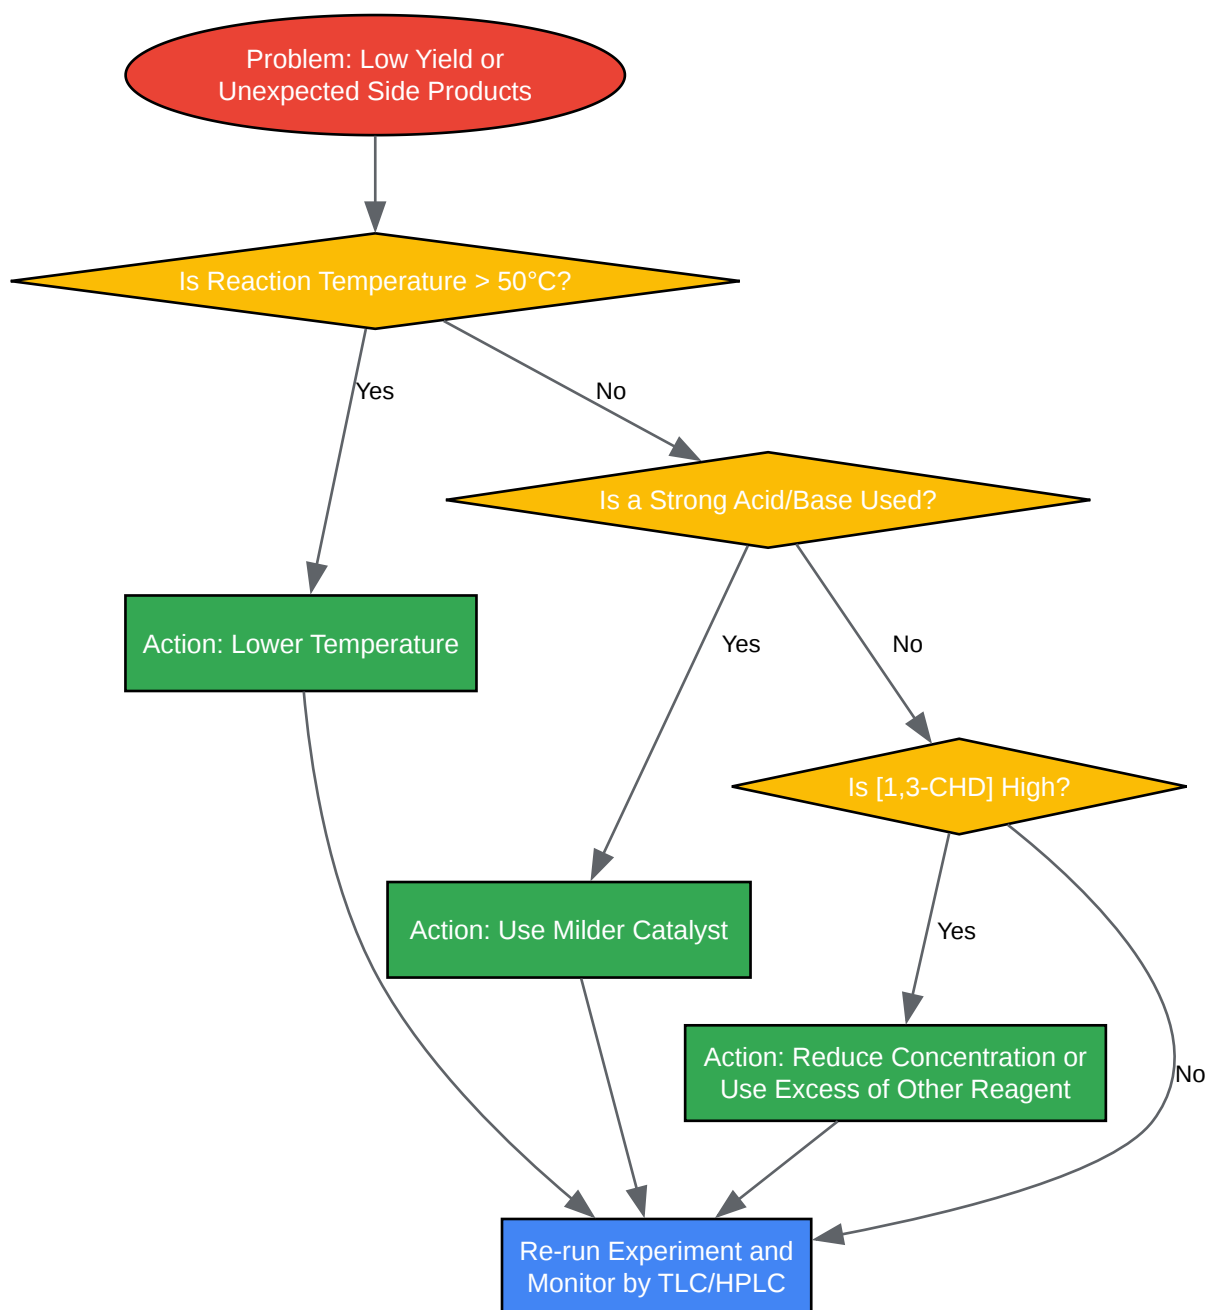 Problem: Low Yield or
Unexpected Side Products
Is Reaction Temperature > 50°C?
Yes
No
Is a Strong Acid/Base Used?
Action: Lower Temperature
Yes
No
Is [1,3-CHD] High?
Action: Use Milder Catalyst
Yes
Action: Reduce Concentration or
Use Excess of Other Reagent
No
Re-run Experiment and
Monitor by TLC/HPLC